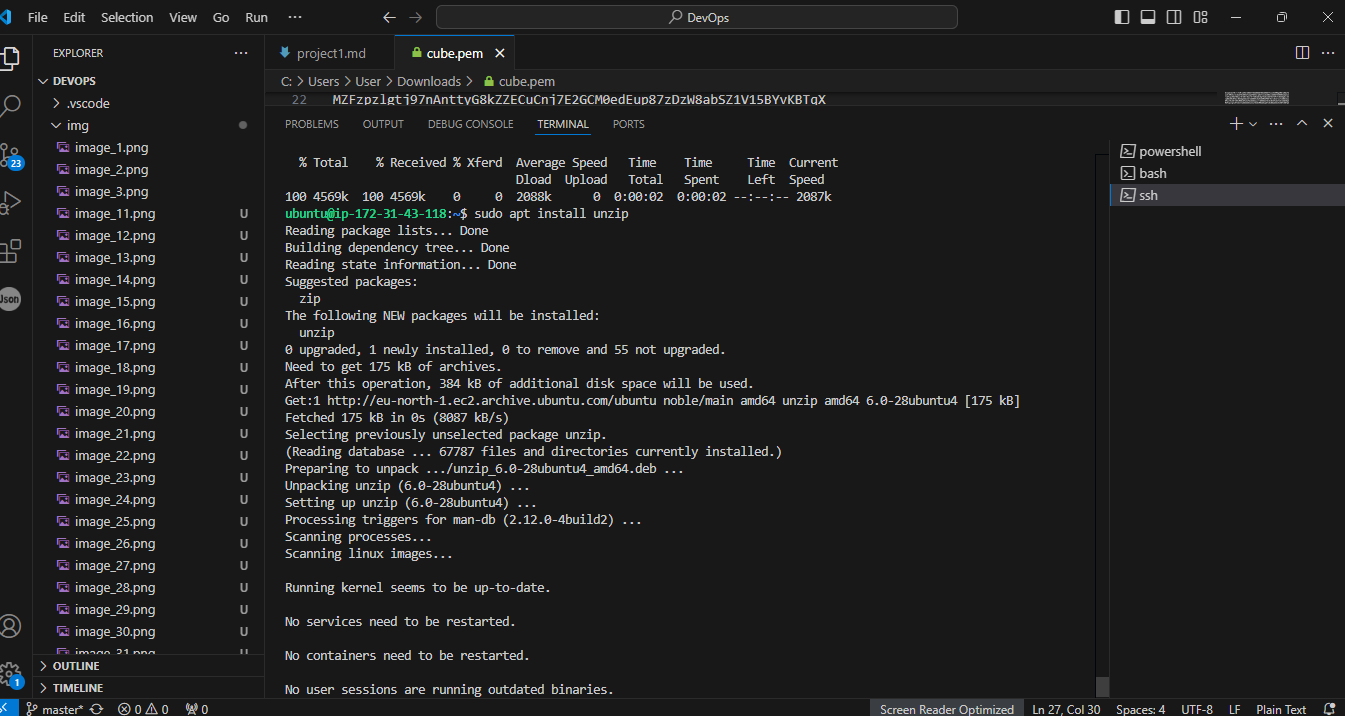 File Edit Selection View Go Run ··· DevOps
EXPLORER ···
project1.md
cube.pem
C: > Users > User > Downloads > cube.pem
DEVOPS
.vscode
img
image_1.png
image_2.png
image_3.png
image_11.png U
image_12.png U
image_13.png U
image_14.png U
image_15.png U
image_16.png U
image_17.png U
image_18.png U
image_19.png U
image_20.png U
image_21.png U
image_22.png U
image_23.png U
image_24.png U
image_25.png U
image_26.png U
image_27.png U
image_28.png U
image_29.png U
image_30.png U
image_31.png U
OUTLINE
TIMELINE
23
Json
1
22
PROBLEMS OUTPUT DEBUG CONSOLE TERMINAL PORTS
% Total % Received % Xferd Average Speed Time Time Time Current
Dload Upload Total Spent Left Speed
100 4569k 100 4569k 0 0 2088k 0 0:00:02 0:00:02 --:--:-- 2087k
ubuntu@ip-172-31-43-118:~$ sudo apt install unzip
Reading package lists... Done
Building dependency tree... Done
Reading state information... Done
Suggested packages:
zip
The following NEW packages will be installed:
unzip
0 upgraded, 1 newly installed, 0 to remove and 55 not upgraded.
Need to get 175 kB of archives.
After this operation, 384 kB of additional disk space will be used.
Get:1 http://eu-north-1.ec2.archive.ubuntu.com/ubuntu noble/main amd64 unzip amd64 6.0-28ubuntu4 [175 kB]
Fetched 175 kB in 0s (8087 kB/s)
Selecting previously unselected package unzip.
(Reading database ... 67787 files and directories currently installed.)
Preparing to unpack .../unzip_6.0-28ubuntu4_amd64.deb ...
Unpacking unzip (6.0-28ubuntu4) ...
Setting up unzip (6.0-28ubuntu4) ...
Processing triggers for man-db (2.12.0-4build2) ...
Scanning processes...
Scanning linux images...
Running kernel seems to be up-to-date.
No services need to be restarted.
No containers need to be restarted.
No user sessions are running outdated binaries.
powershell
bash
ssh
master* 0 0 0 Screen Reader Optimized Ln 27, Col 30 Spaces: 4 UTF-8 LF Plain Text